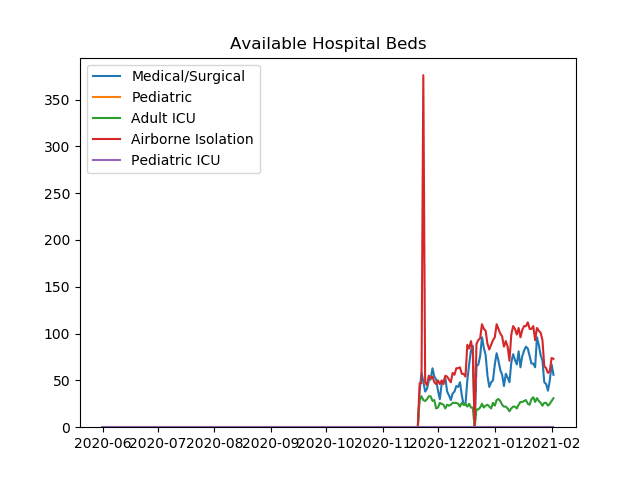 Available Hospital Beds
Medical/Surgical
Pediatric
Adult ICU
Airborne Isolation
Pediatric ICU
350
300
250
200
150
100
50
0
2020-06 2020-07 2020-08 2020-09 2020-10 2020-11 2020-12 2021-01 2021-02